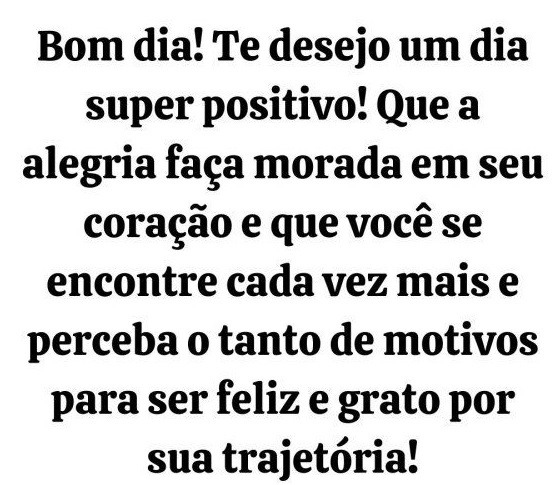 Bom dia! Te desejo um dia
super positivo! Que a
alegria faça morada em seu
coração e que você se
encontre cada vez mais e
perceba o tanto de motivos
para ser feliz e grato por
sua trajetória!